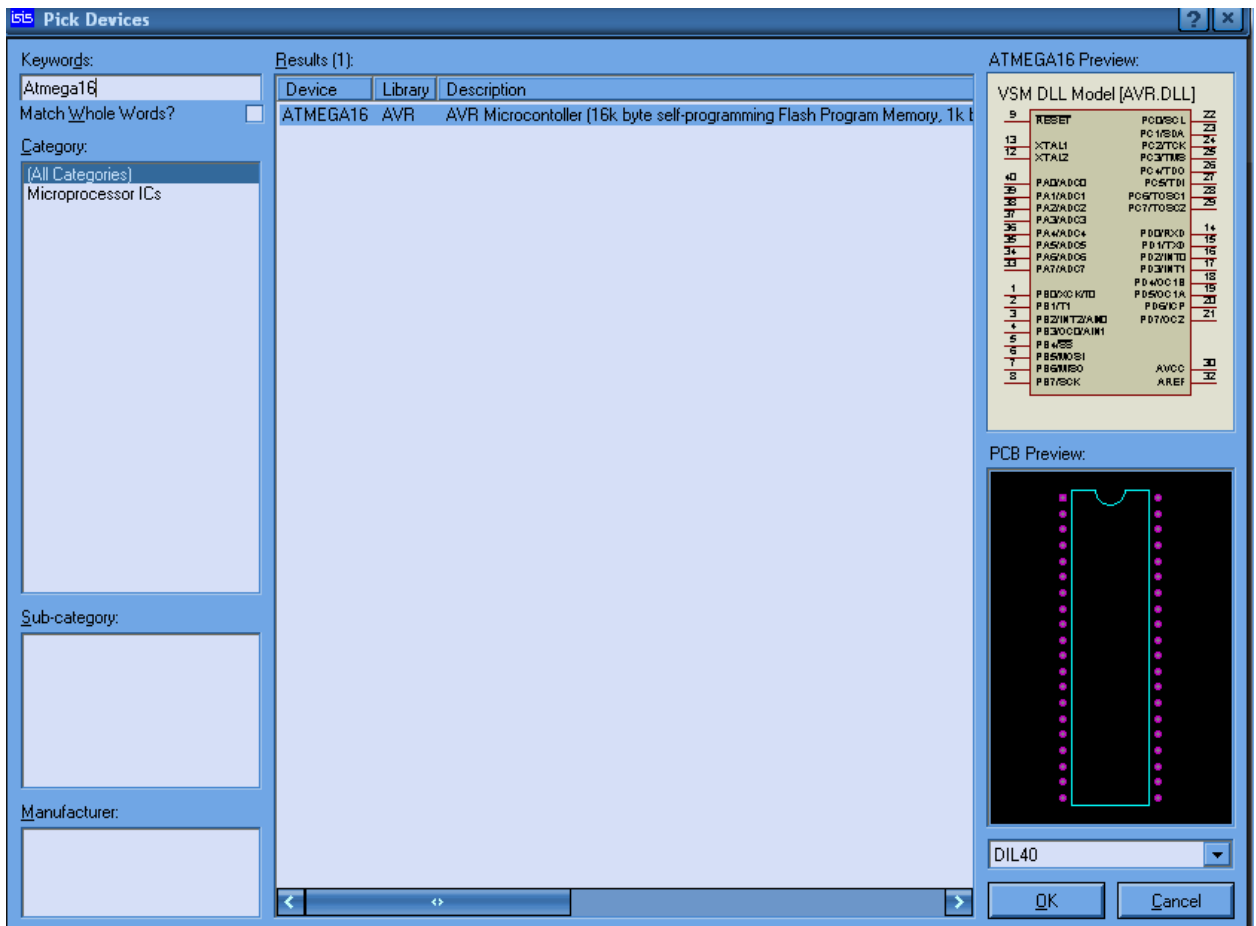 isis Pick Devices
Keywords:
Atmega16
Match Whole Words?
Category:
(All Categories)
Microprocessor ICs
Sub-category:
Manufacturer:
Results (1):
Device Library Description
ATMEGA16 AVR AVR Microcontoller (16k byte self-programming Flash Program Memory, 1k b
ATMEGA16 Preview:
VSM DLL Model [AVR.DLL]
9 RESET PC0/SCL 22
PC1/SDA 23
13 XTAL1 PC2/TCK 24
12 XTAL2 PC3/TMS 25
PC4/TDO 26
40 PA0/ADC0 PC5/TDI 27
39 PA1/ADC1 PC6/TOSC1 28
38 PA2/ADC2 PC7/TOSC2 29
37 PA3/ADC3
36 PA4/ADC4 PD0/RXD 14
35 PA5/ADC5 PD1/TXD 15
34 PA6/ADC6 PD2/INT0 16
33 PA7/ADC7 PD3/INT1 17
PD4/OC1B 18
1 PB0/XCK/T0 PD5/OC1A 19
2 PB1/T1 PD6/ICP 20
3 PB2/INT2/AIN0 PD7/OC2 21
4 PB3/OC0/AIN1
5 PB4/SS
6 PB5/MOSI
7 PB6/MISO AVCC 30
8 PB7/SCK AREF 32
PCB Preview:
DIL40
OK Cancel